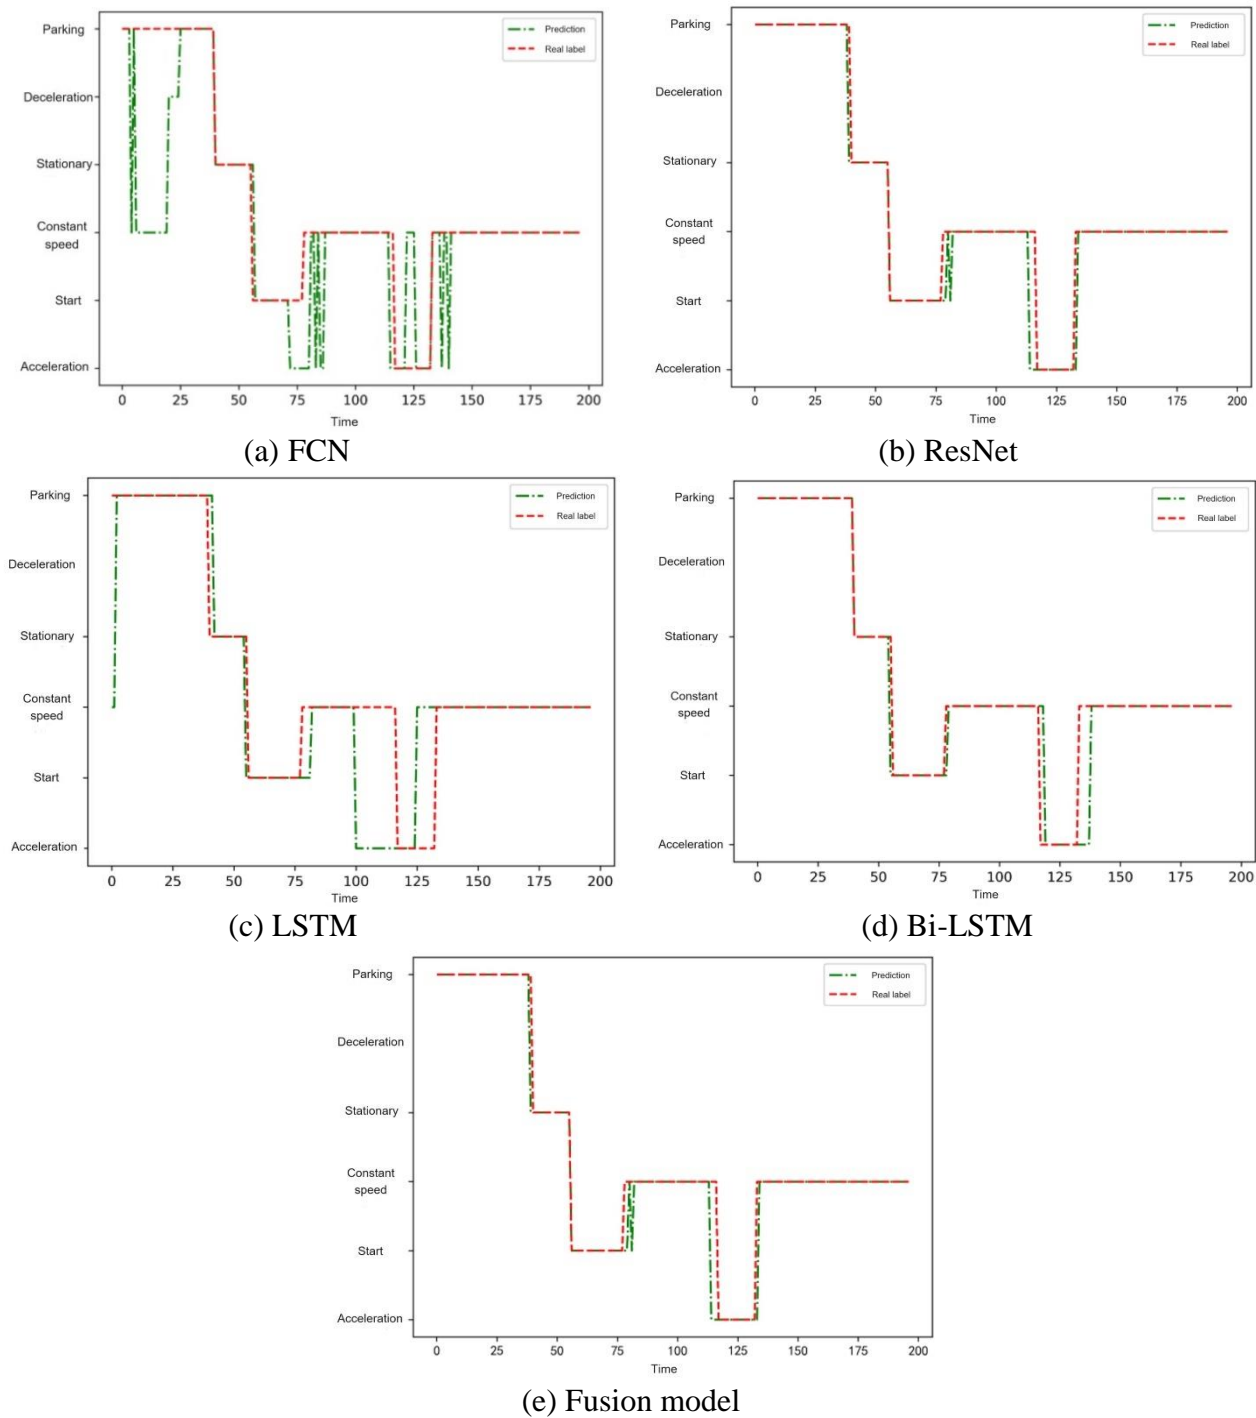 Parking
Deceleration
Stationary
Constant
speed
Start
Acceleration
Prediction
Real label
0 25 50 75 100 125 150 175 200
Time
(a) FCN
Parking
Deceleration
Stationary
Constant
speed
Start
Acceleration
Prediction
Real label
0 25 50 75 100 125 150 175 200
Time
(b) ResNet
Parking
Deceleration
Stationary
Constant
speed
Start
Acceleration
Prediction
Real label
0 25 50 75 100 125 150 175 200
Time
(c) LSTM
Parking
Deceleration
Stationary
Constant
speed
Start
Acceleration
Prediction
Real label
0 25 50 75 100 125 150 175 200
Time
(d) Bi-LSTM
Parking
Deceleration
Stationary
Constant
speed
Start
Acceleration
Prediction
Real label
0 25 50 75 100 125 150 175 200
Time
(e) Fusion model